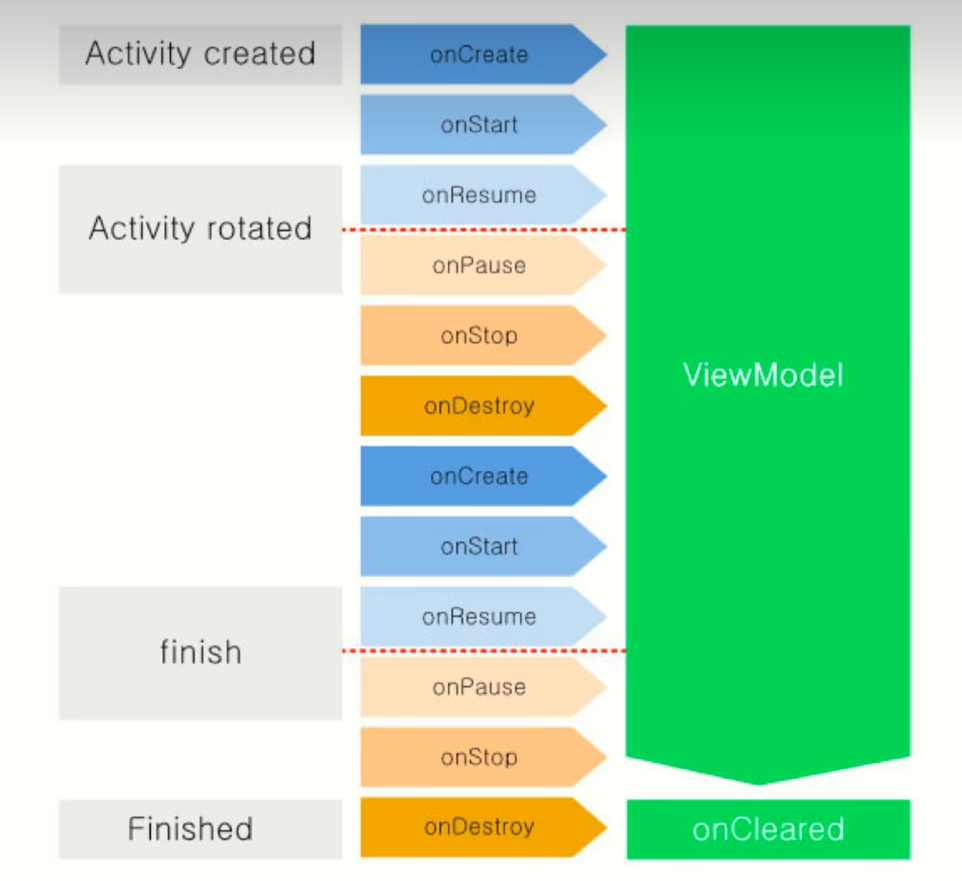 Activity created
onCreate
onStart
Activity rotated
onResume
onPause
onStop
onDestroy
ViewModel
onCreate
onStart
finish
onResume
onPause
onStop
Finished
onDestroy
onCleared